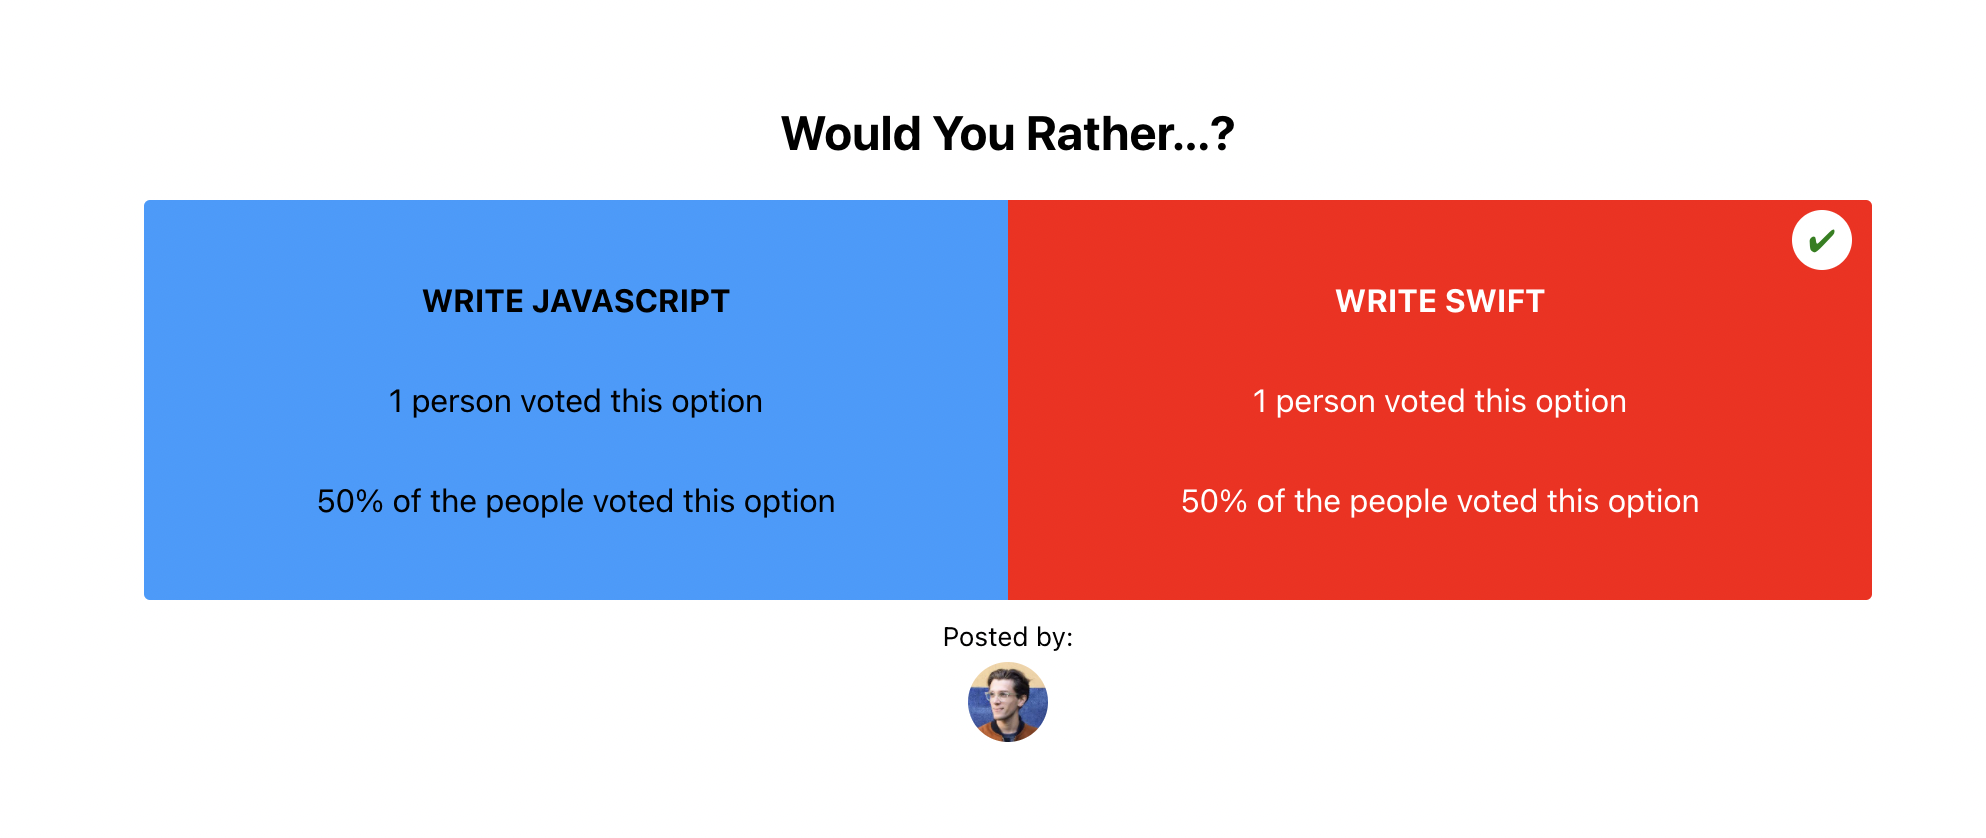 Would You Rather...?
WRITE JAVASCRIPT
1 person voted this option
50% of the people voted this option
WRITE SWIFT
1 person voted this option
50% of the people voted this option
Posted by: